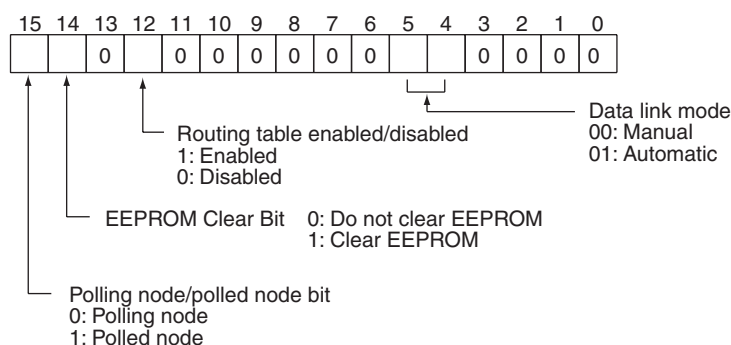 15 14 13 12 11 10 9 8 7 6 5 4 3 2 1 0
0 0 0 0 0 0 0 0 0 0 0
Data link mode
00: Manual
01: Automatic
Routing table enabled/disabled
1: Enabled
0: Disabled
EEPROM Clear Bit 0: Do not clear EEPROM
1: Clear EEPROM
Polling node/polled node bit
0: Polling node
1: Polled node